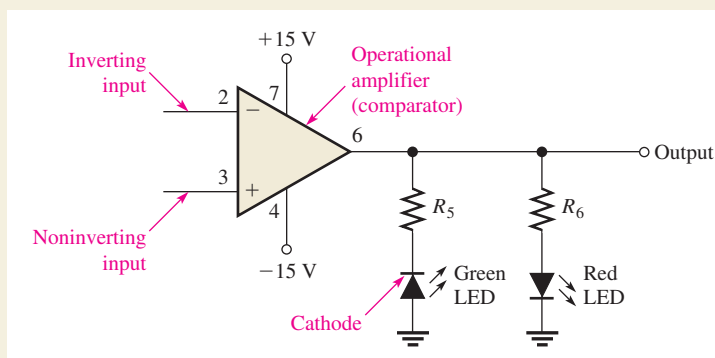 +15 V
Inverting
input
Operational
amplifier
(comparator)
2
7
−
6
Output
3
+
4
R5
R6
Noninverting
input
−15 V
Green
LED
Red
LED
Cathode